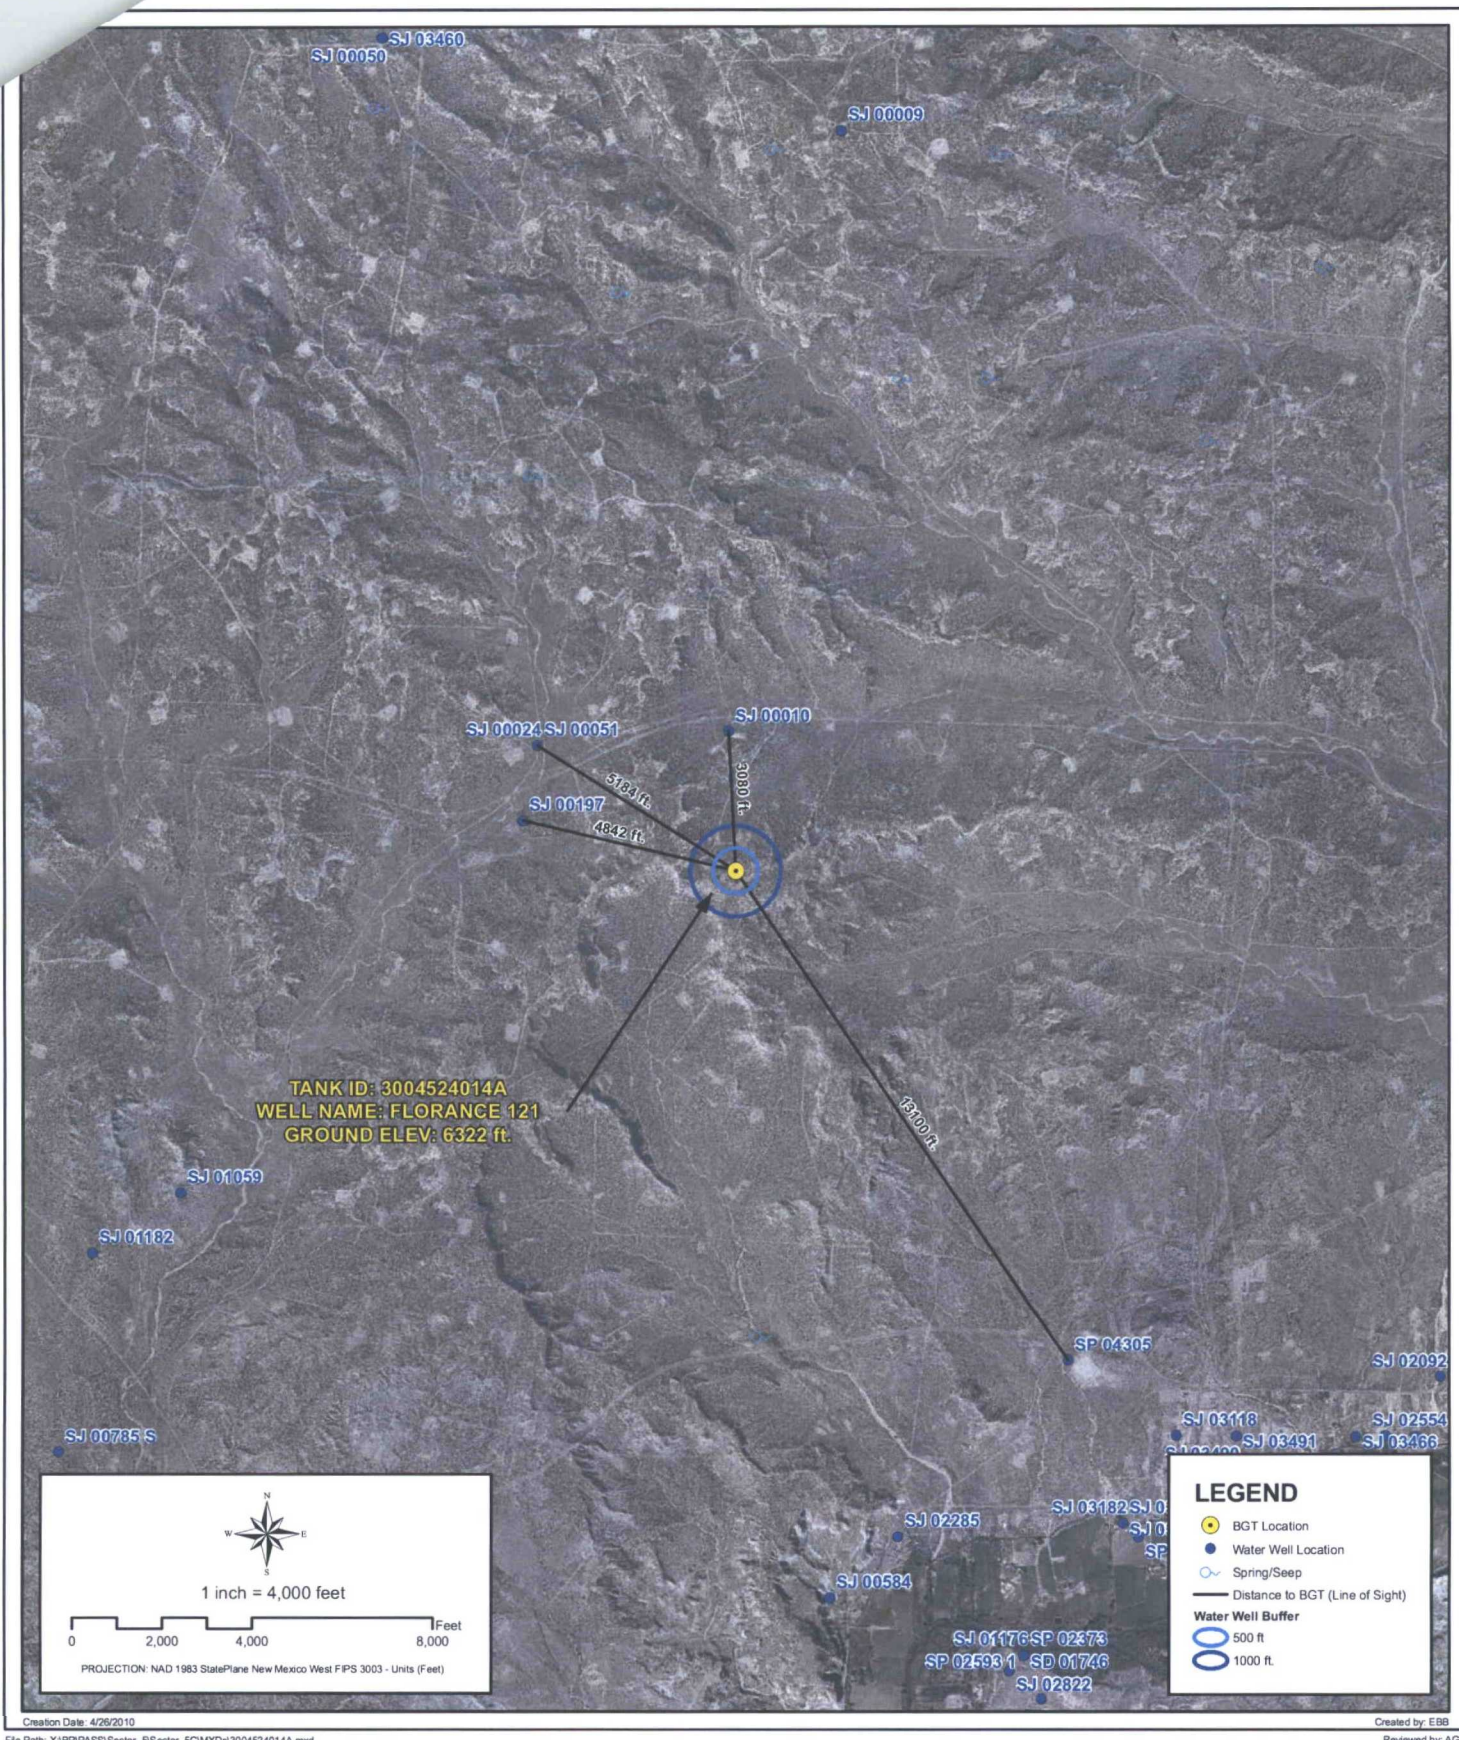 SJ 03460
SJ 00050
SJ 00009
SJ 00010
SJ 00024 SJ 00051
5184 ft.
3080 ft.
SJ 00197
4842 ft.
TANK ID: 3004524014A
WELL NAME: FLORANCE 121
GROUND ELEV: 6322 ft.
13100 ft.
SJ 01059
SJ 01182
SP 04305
SJ 02092
SJ 03118
SJ 02554
SJ 00785 S
SJ 03491
SJ 03466
SJ 02285
SJ 03182 SJ 0
SJ 0
SP
SJ 00584
SJ 01176 SP 02373
SP 02593 1 SD 01746
SJ 02822
N
W E
S
1 inch = 4,000 feet
Feet
0 2,000 4,000 8,000
PROJECTION: NAD 1983 StatePlane New Mexico West FIPS 3003 - Units (Feet)
LEGEND
BGT Location
Water Well Location
Spring/Seep
Distance to BGT (Line of Sight)
Water Well Buffer
500 ft
1000 ft.
Creation Date: 4/26/2010
Created by: EBB